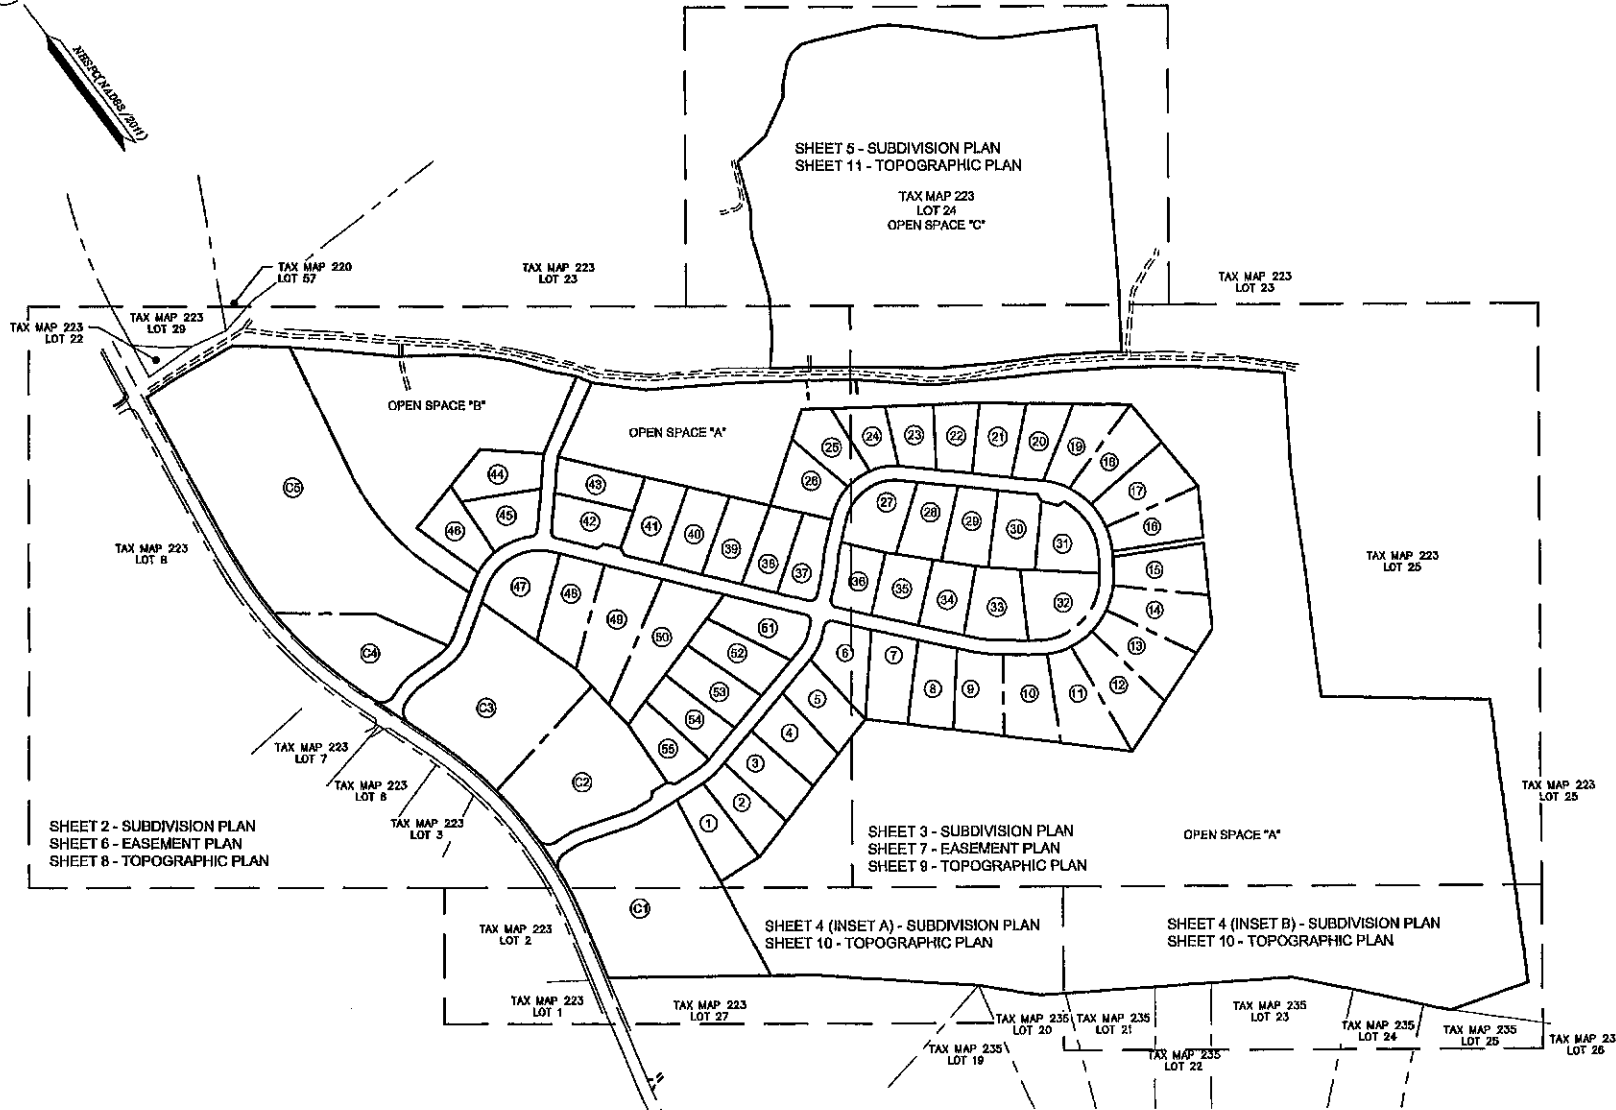 NHSPC(NAD83/2011)
SHEET 5 - SUBDIVISION PLAN
SHEET 11 - TOPOGRAPHIC PLAN
TAX MAP 223
LOT 24
OPEN SPACE "C"
TAX MAP 220
LOT 57
TAX MAP 223
LOT 23
TAX MAP 223
LOT 23
TAX MAP 223
LOT 29
TAX MAP 223
LOT 22
OPEN SPACE "B"
OPEN SPACE "A"
25
24
23
22
21
20
19
18
17
16
26
27
28
29
30
31
44
43
45
42
46
41
40
39
38
37
C5
TAX MAP 223
LOT 8
TAX MAP 223
LOT 25
36
35
34
33
32
15
14
13
12
47
48
49
50
51
52
53
54
55
C4
C3
C2
6
7
8
9
10
11
5
4
3
2
1
TAX MAP 223
LOT 7
TAX MAP 223
LOT 6
TAX MAP 223
LOT 3
TAX MAP 223
LOT 25
SHEET 2 - SUBDIVISION PLAN
SHEET 6 - EASEMENT PLAN
SHEET 8 - TOPOGRAPHIC PLAN
SHEET 3 - SUBDIVISION PLAN
SHEET 7 - EASEMENT PLAN
SHEET 9 - TOPOGRAPHIC PLAN
OPEN SPACE "A"
C1
TAX MAP 223
LOT 2
SHEET 4 (INSET A) - SUBDIVISION PLAN
SHEET 10 - TOPOGRAPHIC PLAN
SHEET 4 (INSET B) - SUBDIVISION PLAN
SHEET 10 - TOPOGRAPHIC PLAN
TAX MAP 223
LOT 1
TAX MAP 223
LOT 27
TAX MAP 235
LOT 19
TAX MAP 235
LOT 20
TAX MAP 235
LOT 21
TAX MAP 235
LOT 22
TAX MAP 235
LOT 23
TAX MAP 235
LOT 24
TAX MAP 235
LOT 25
TAX MAP 23
LOT 26